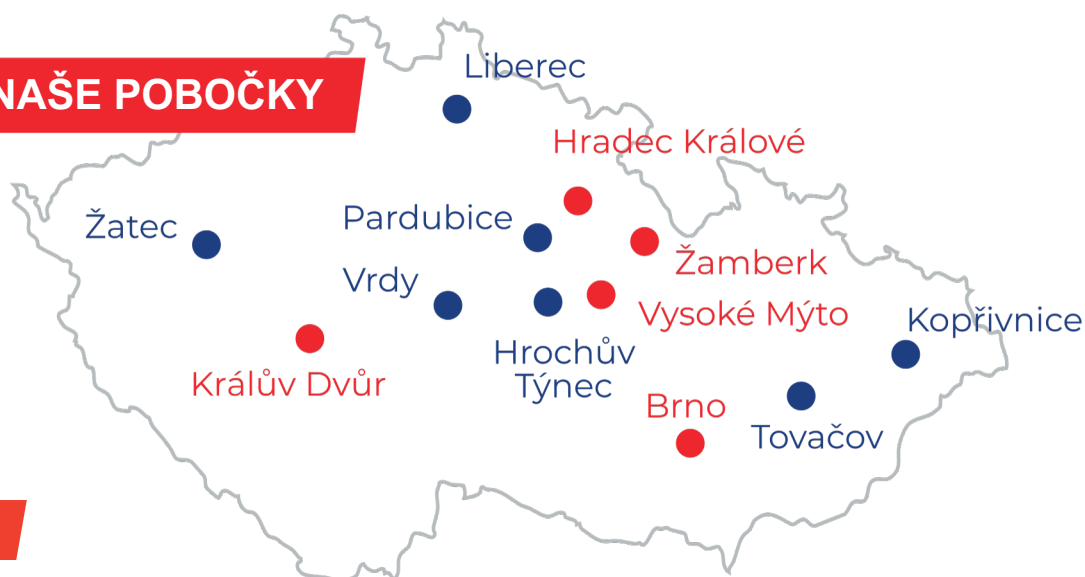 NAŠE POBOČKY
Liberec
Hradec Králové
Pardubice
Žatec
Žamberk
Vrdy
Vysoké Mýto
Kopřivnice
Hrochův
Týnec
Králův Dvůr
Brno
Tovačov